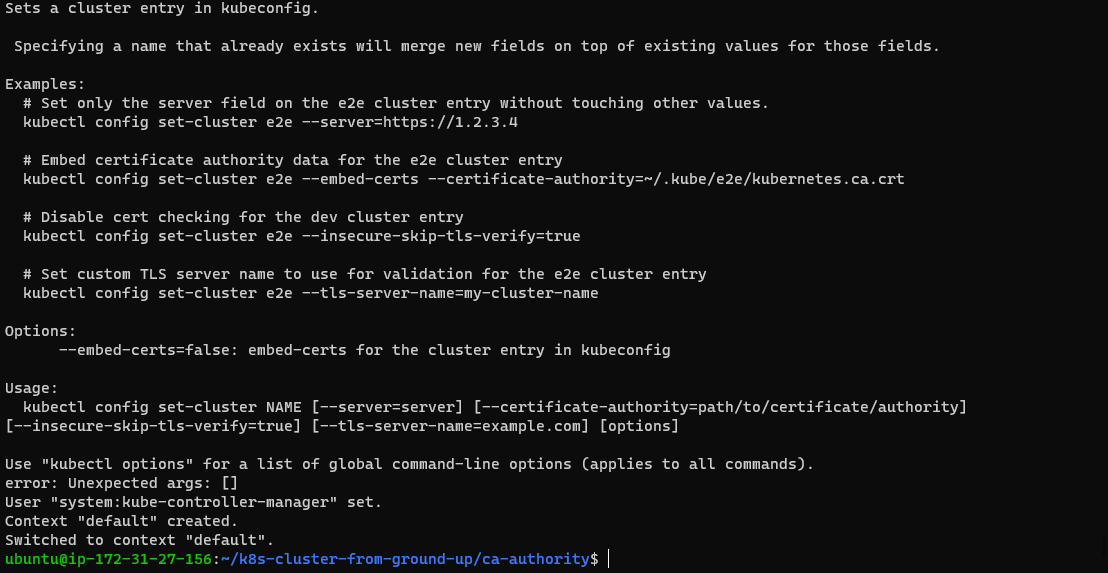 Sets a cluster entry in kubeconfig.
Specifying a name that already exists will merge new fields on top of existing values for those fields.
Examples:
# Set only the server field on the e2e cluster entry without touching other values.
kubectl config set-cluster e2e --server=https://1.2.3.4
# Embed certificate authority data for the e2e cluster entry
kubectl config set-cluster e2e --embed-certs --certificate-authority=~/.kube/e2e/kubernetes.ca.crt
# Disable cert checking for the dev cluster entry
kubectl config set-cluster e2e --insecure-skip-tls-verify=true
# Set custom TLS server name to use for validation for the e2e cluster entry
kubectl config set-cluster e2e --tls-server-name=my-cluster-name
Options:
--embed-certs=false: embed-certs for the cluster entry in kubeconfig
Usage:
kubectl config set-cluster NAME [--server=server] [--certificate-authority=path/to/certificate/authority]
[--insecure-skip-tls-verify=true] [--tls-server-name=example.com] [options]
Use "kubectl options" for a list of global command-line options (applies to all commands).
error: Unexpected args: []
User "system:kube-controller-manager" set.
Context "default" created.
Switched to context "default".
ubuntu@ip-172-31-27-156:~/k8s-cluster-from-ground-up/ca-authority$